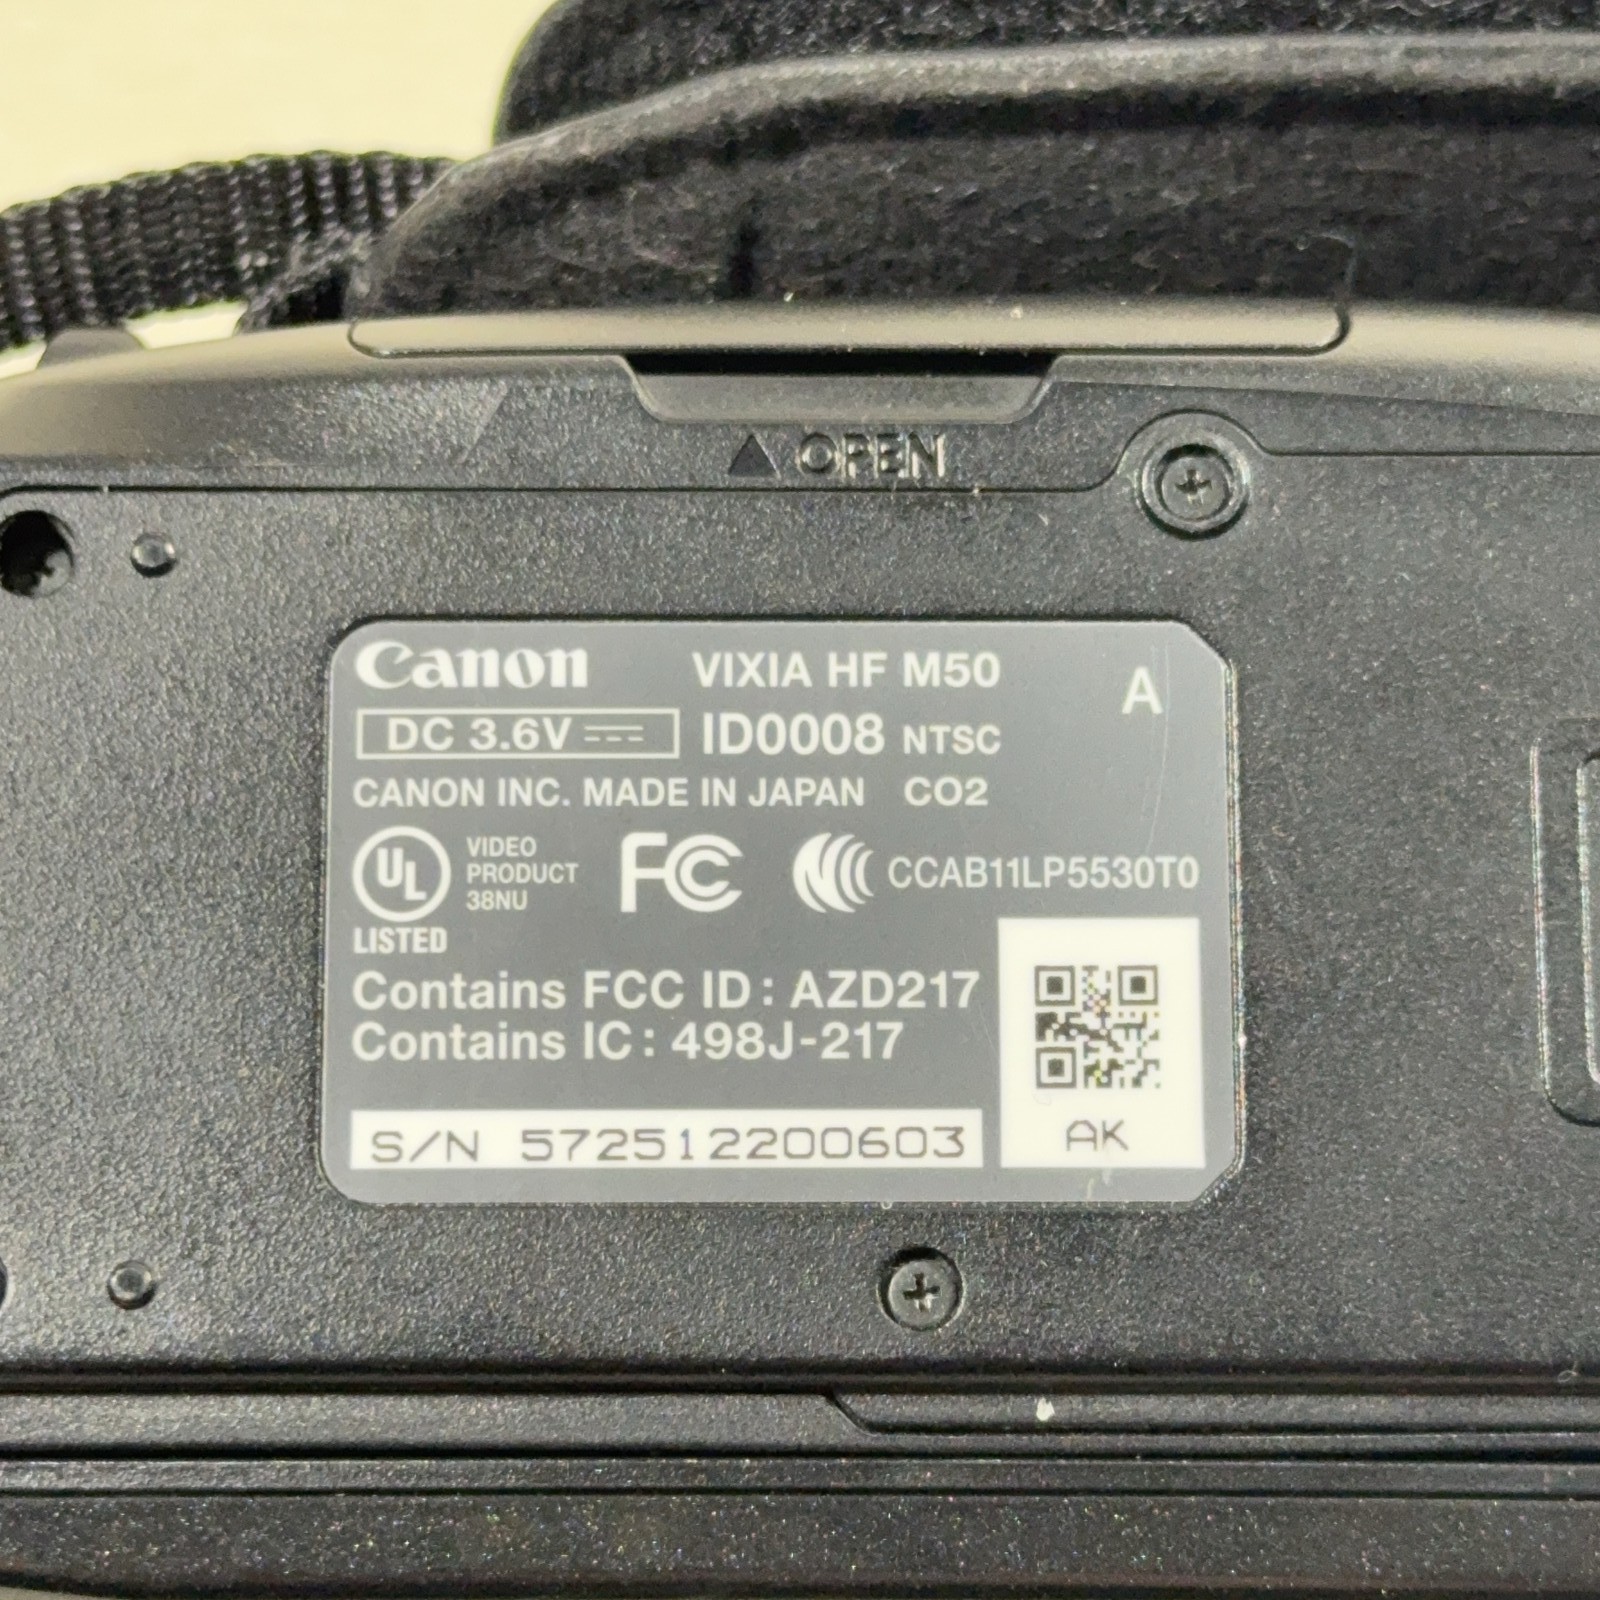 OPEN
Canon VIXIA HF M50 A
DC 3.6V ID0008 NTSC
CANON INC. MADE IN JAPAN CO2
UL VIDEO PRODUCT 38NU FC CCAB11LP5530T0
LISTED
Contains FCC ID: AZD217
Contains IC: 498J-217
S/N 572512200603 AK